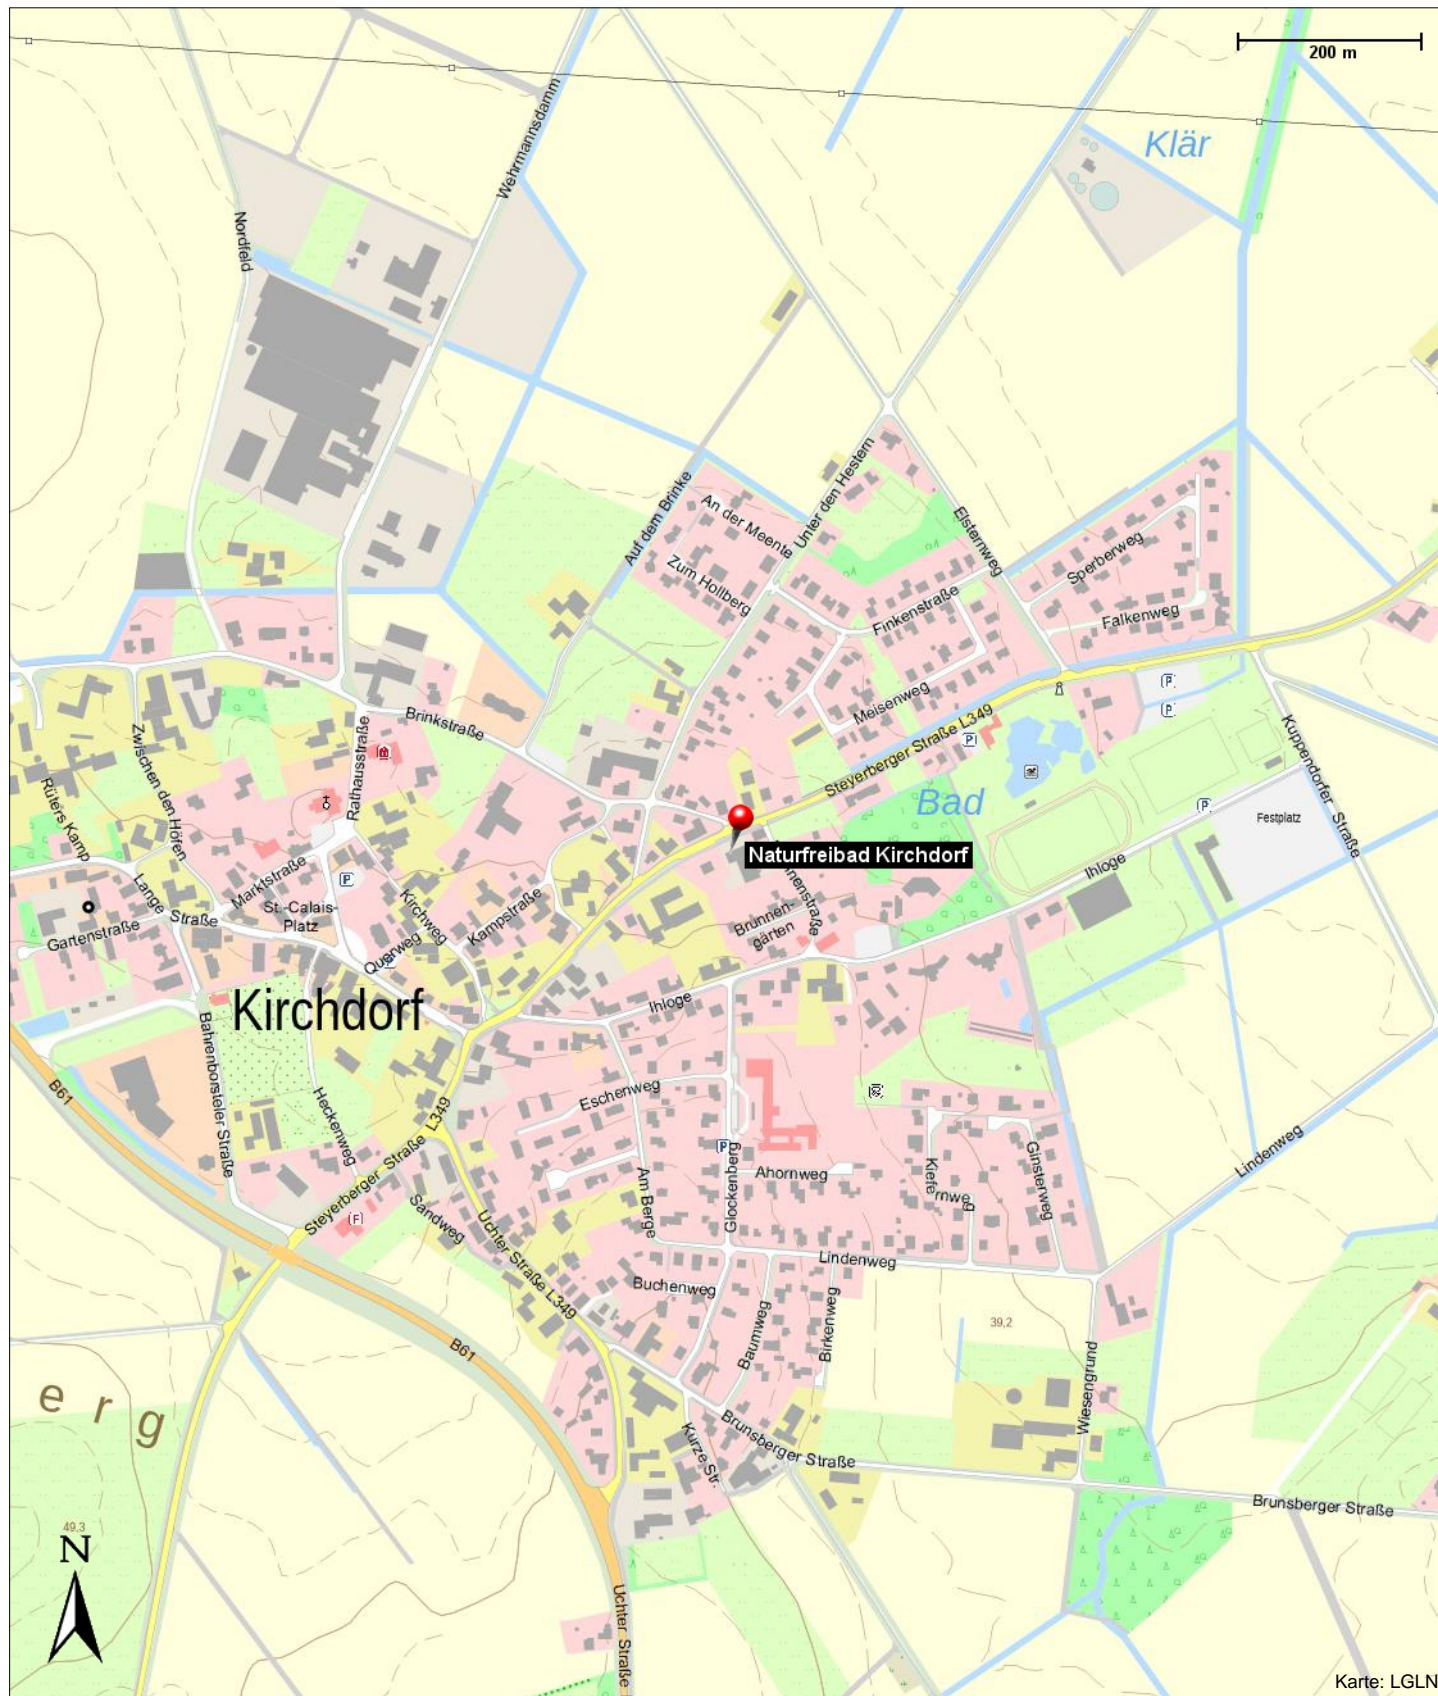 200 m
Klär
Wehrmannsdamm
Nordfeld
Unter den Hestern
Auf dem Brinke
An der Meente
Zum Hollberg
Elsternweg
Sperberweg
Falkenweg
Finkenstraße
Meisenweg
Steyerberger Straße L349
P
P
P
Kuppendorfer Straße
Brinkstraße
Rathausstraße
Zwischen den Höfen
Rüters Kamp
Bad
P
Festplatz
Naturfreibad Kirchdorf
Ihloge
Marktstraße
P
Lange Straße
St.-Calais-
Platz
Kirchweg
Kampstraße
Querweg
Gartenstraße
Brunnen-
gärten
Kirchdorf
Ihloge
Bahrenborsteler Straße
Heckenweg
Eschenweg
B61
Steyerberger Straße L349
F
Sandweg
Uchter Straße L349
Am Berge
P
Glockenberg
Ahornweg
Kiefernweg
Ginsterweg
Lindenweg
Lindenweg
Buchenweg
Baumweg
Birkenweg
39,2
Wiesengrund
B61
erg
Kurze Str.
Brunsberger Straße
Brunsberger Straße
49,3
N
Uchter Straße
Karte: LGLN